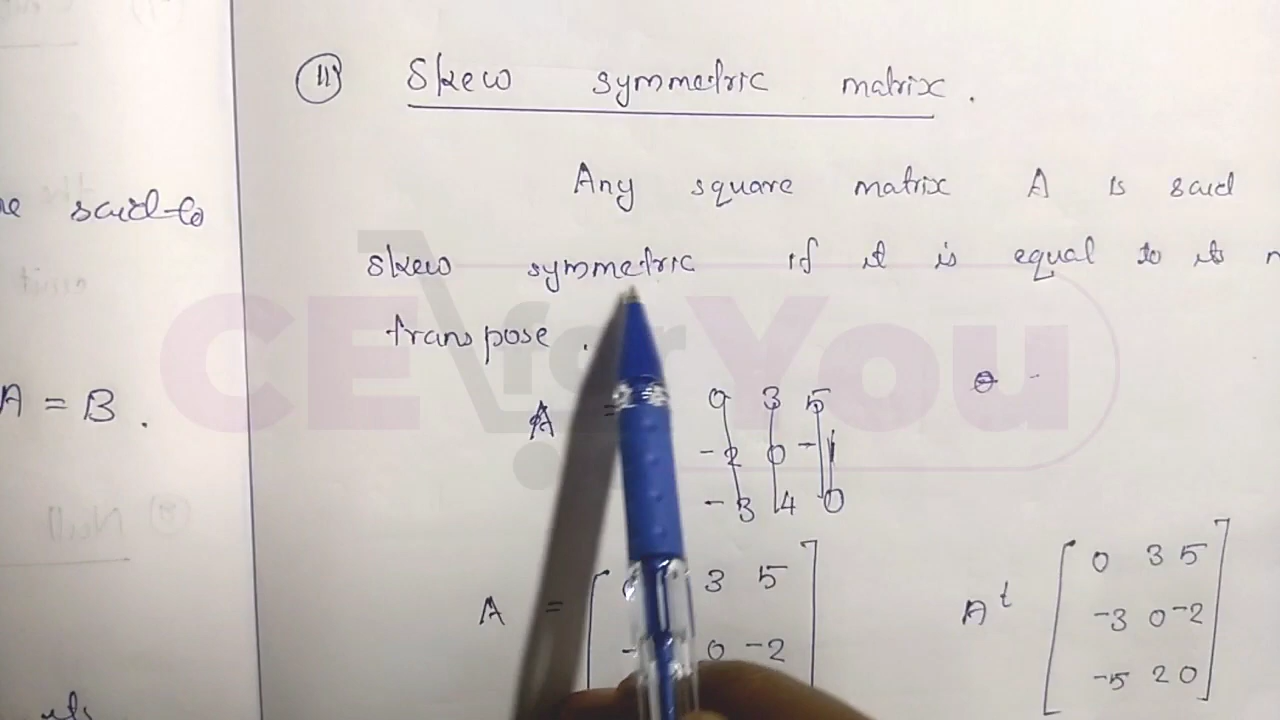 11) Skew symmetric matrix.
Any square matrix A is said
skew symmetric if it is equal to its
transpose.
A = 0 3 5
-2 0 -1
-3 4 0
A = 3 5
0 -2
A t 0 3 5
-3 0 -2
-5 2 0
said to
A = B.
CE for You